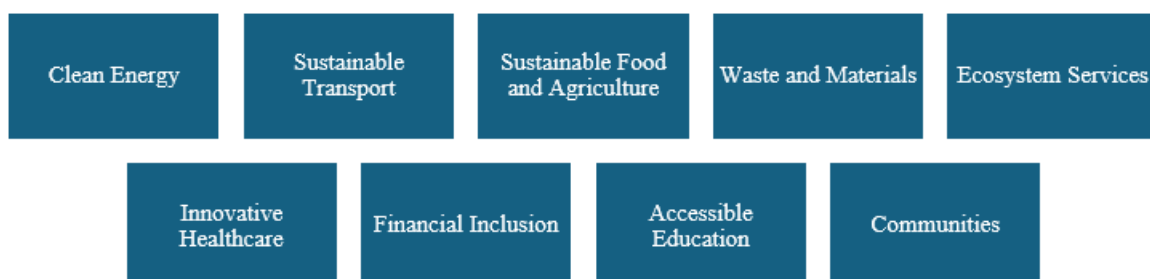 Clean Energy
Sustainable
Transport
Sustainable Food
and Agriculture
Waste and Materials
Ecosystem Services
Innovative
Healthcare
Financial Inclusion
Accessible
Education
Communities